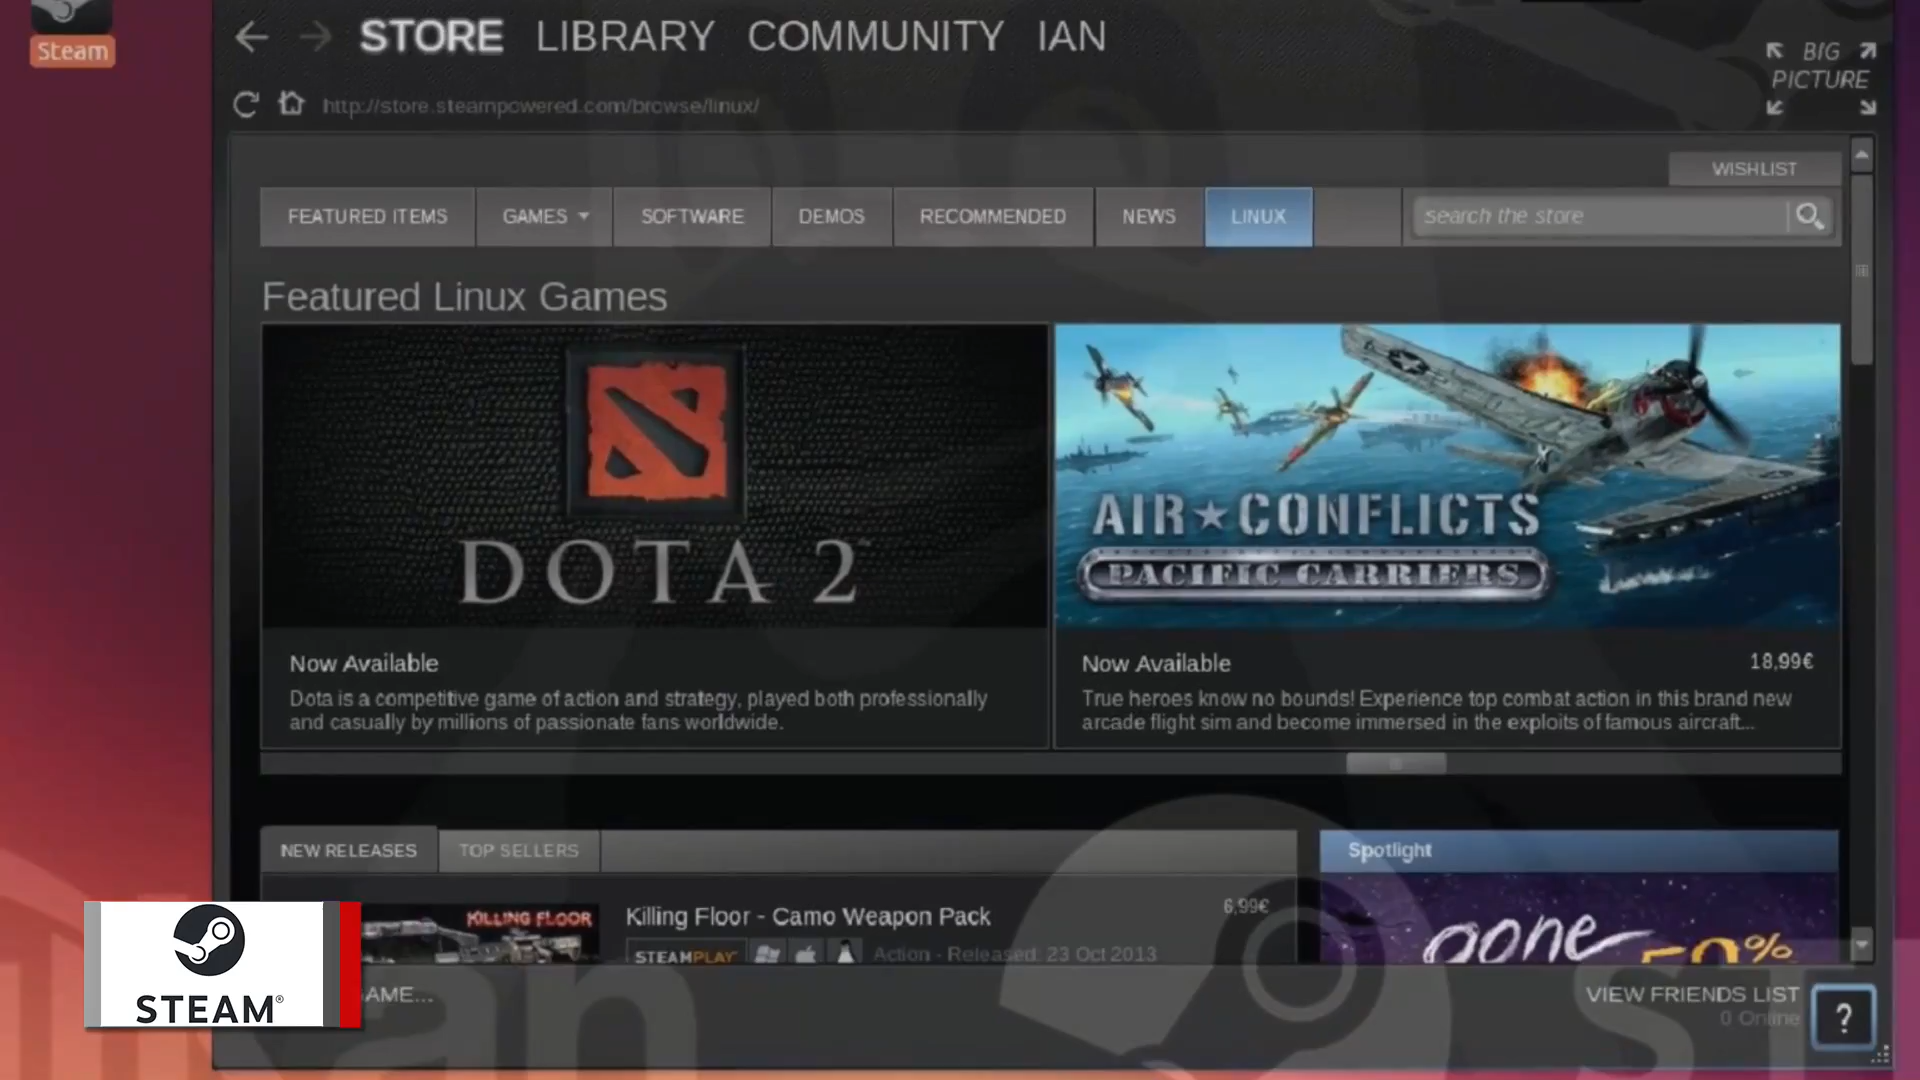 Steam
STORE LIBRARY COMMUNITY IAN
BIG
PICTURE
http://store.steampowered.com/browse/linux/
WISHLIST
FEATURED ITEMS GAMES SOFTWARE DEMOS RECOMMENDED NEWS LINUX search the store
Featured Linux Games
DOTA 2
AIR★CONFLICTS
PACIFIC CARRIERS
Now Available
Dota is a competitive game of action and strategy, played both professionally
and casually by millions of passionate fans worldwide.
Now Available 18,99€
True heroes know no bounds! Experience top combat action in this brand new
arcade flight sim and become immersed in the exploits of famous aircraft...
NEW RELEASES TOP SELLERS
Spotlight
KILLING FLOOR
Killing Floor - Camo Weapon Pack 6,99€
STEAMPLAY Action - Released: 23 Oct 2013
gone
50%
STEAM®
AME...
VIEW FRIENDS LIST
0 Online
?
an
ST